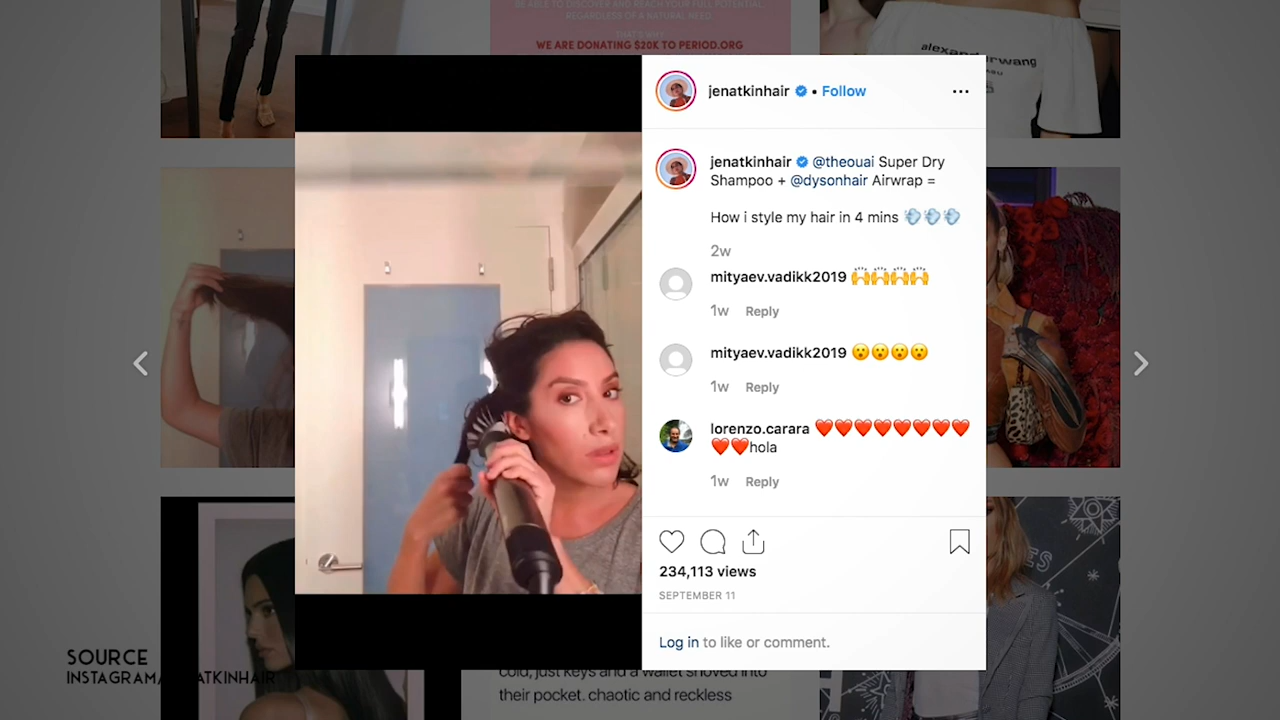 BE ABLE TO DISCOVER AND REACH YOUR FULL POTENTIAL,
REGARDLESS OF A NATURAL NEED.
THAT'S WHY
WE ARE DONATING $20K TO PERIOD.ORG
jenatkinhair • Follow
jenatkinhair @theouai Super Dry
Shampoo + @dysonhair Airwrap =
How i style my hair in 4 mins 💨💨💨
2w
mityaev.vadikk2019 🙌🙌🙌🙌
1w Reply
mityaev.vadikk2019 😮😮😮😮
1w Reply
lorenzo.carara ❤️❤️❤️❤️❤️❤️❤️❤️
❤️❤️hola
1w Reply
234,113 views
SEPTEMBER 11
Log in to like or comment.
SOURCE
cold, just keys and a wallet shoved into
their pocket. chaotic and reckless